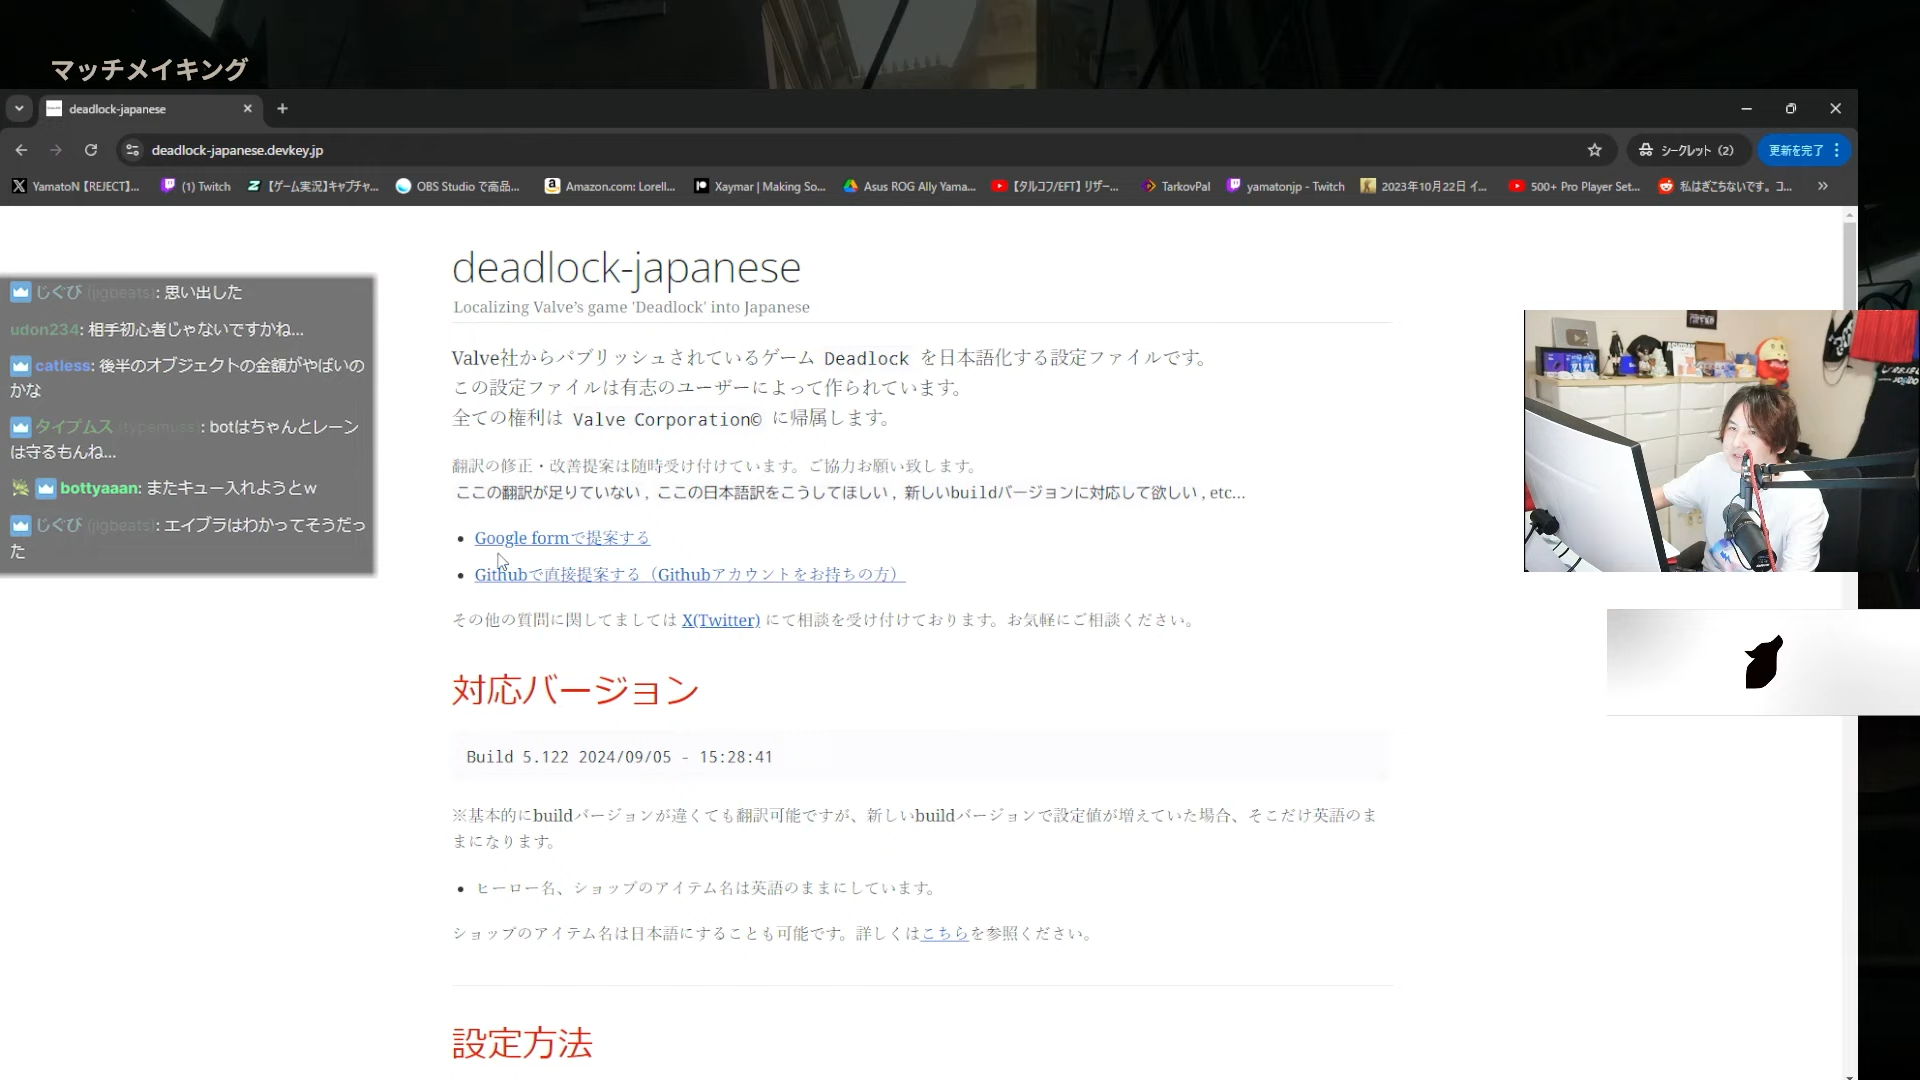 マッチメイキング
deadlock-japanese
deadlock-japanese.devkey.jp
シークレット (2)
更新を完了
YamatoN【REJECT】...
(1) Twitch
【ゲーム実況】キャプチャ...
OBS Studio で高品...
Amazon.com: Lorell...
Xaymar | Making So...
Asus ROG Ally Yama...
【タルコフ/EFT】リザー...
TarkovPal
yamatonjp - Twitch
2023年10月22日 イ...
500+ Pro Player Set...
私はぎこちないです。コ...
deadlock-japanese
Localizing Valve's game 'Deadlock' into Japanese
Valve社からパブリッシュされているゲーム Deadlock を日本語化する設定ファイルです。
この設定ファイルは有志のユーザーによって作られています。
全ての権利は Valve Corporation© に帰属します。
翻訳の修正・改善提案は随時受け付けています。ご協力お願い致します。
ここの翻訳が足りていない , ここの日本語訳をこうしてほしい , 新しいbuildバージョンに対応して欲しい , etc...
Google formで提案する
Githubで直接提案する（Githubアカウントをお持ちの方）
その他の質問に関してましては X(Twitter) にて相談を受け付けております。お気軽にご相談ください。
対応バージョン
Build 5.122 2024/09/05 - 15:28:41
※基本的にbuildバージョンが違くても翻訳可能ですが、新しいbuildバージョンで設定値が増えていた場合、そこだけ英語のま
まになります。
ヒーロー名、ショップのアイテム名は英語のままにしています。
ショップのアイテム名は日本語にすることも可能です。詳しくはこちらを参照ください。
設定方法
じぐび (jigbeats): 思い出した
udon234: 相手初心者じゃないですかね...
catless: 後半のオブジェクトの金額がやばいの
かな
タイプムス (typemuss): botはちゃんとレーン
は守るもんね...
bottyaaan: またキュー入れようとw
じぐび (jigbeats): エイブラはわかってそうだっ
た